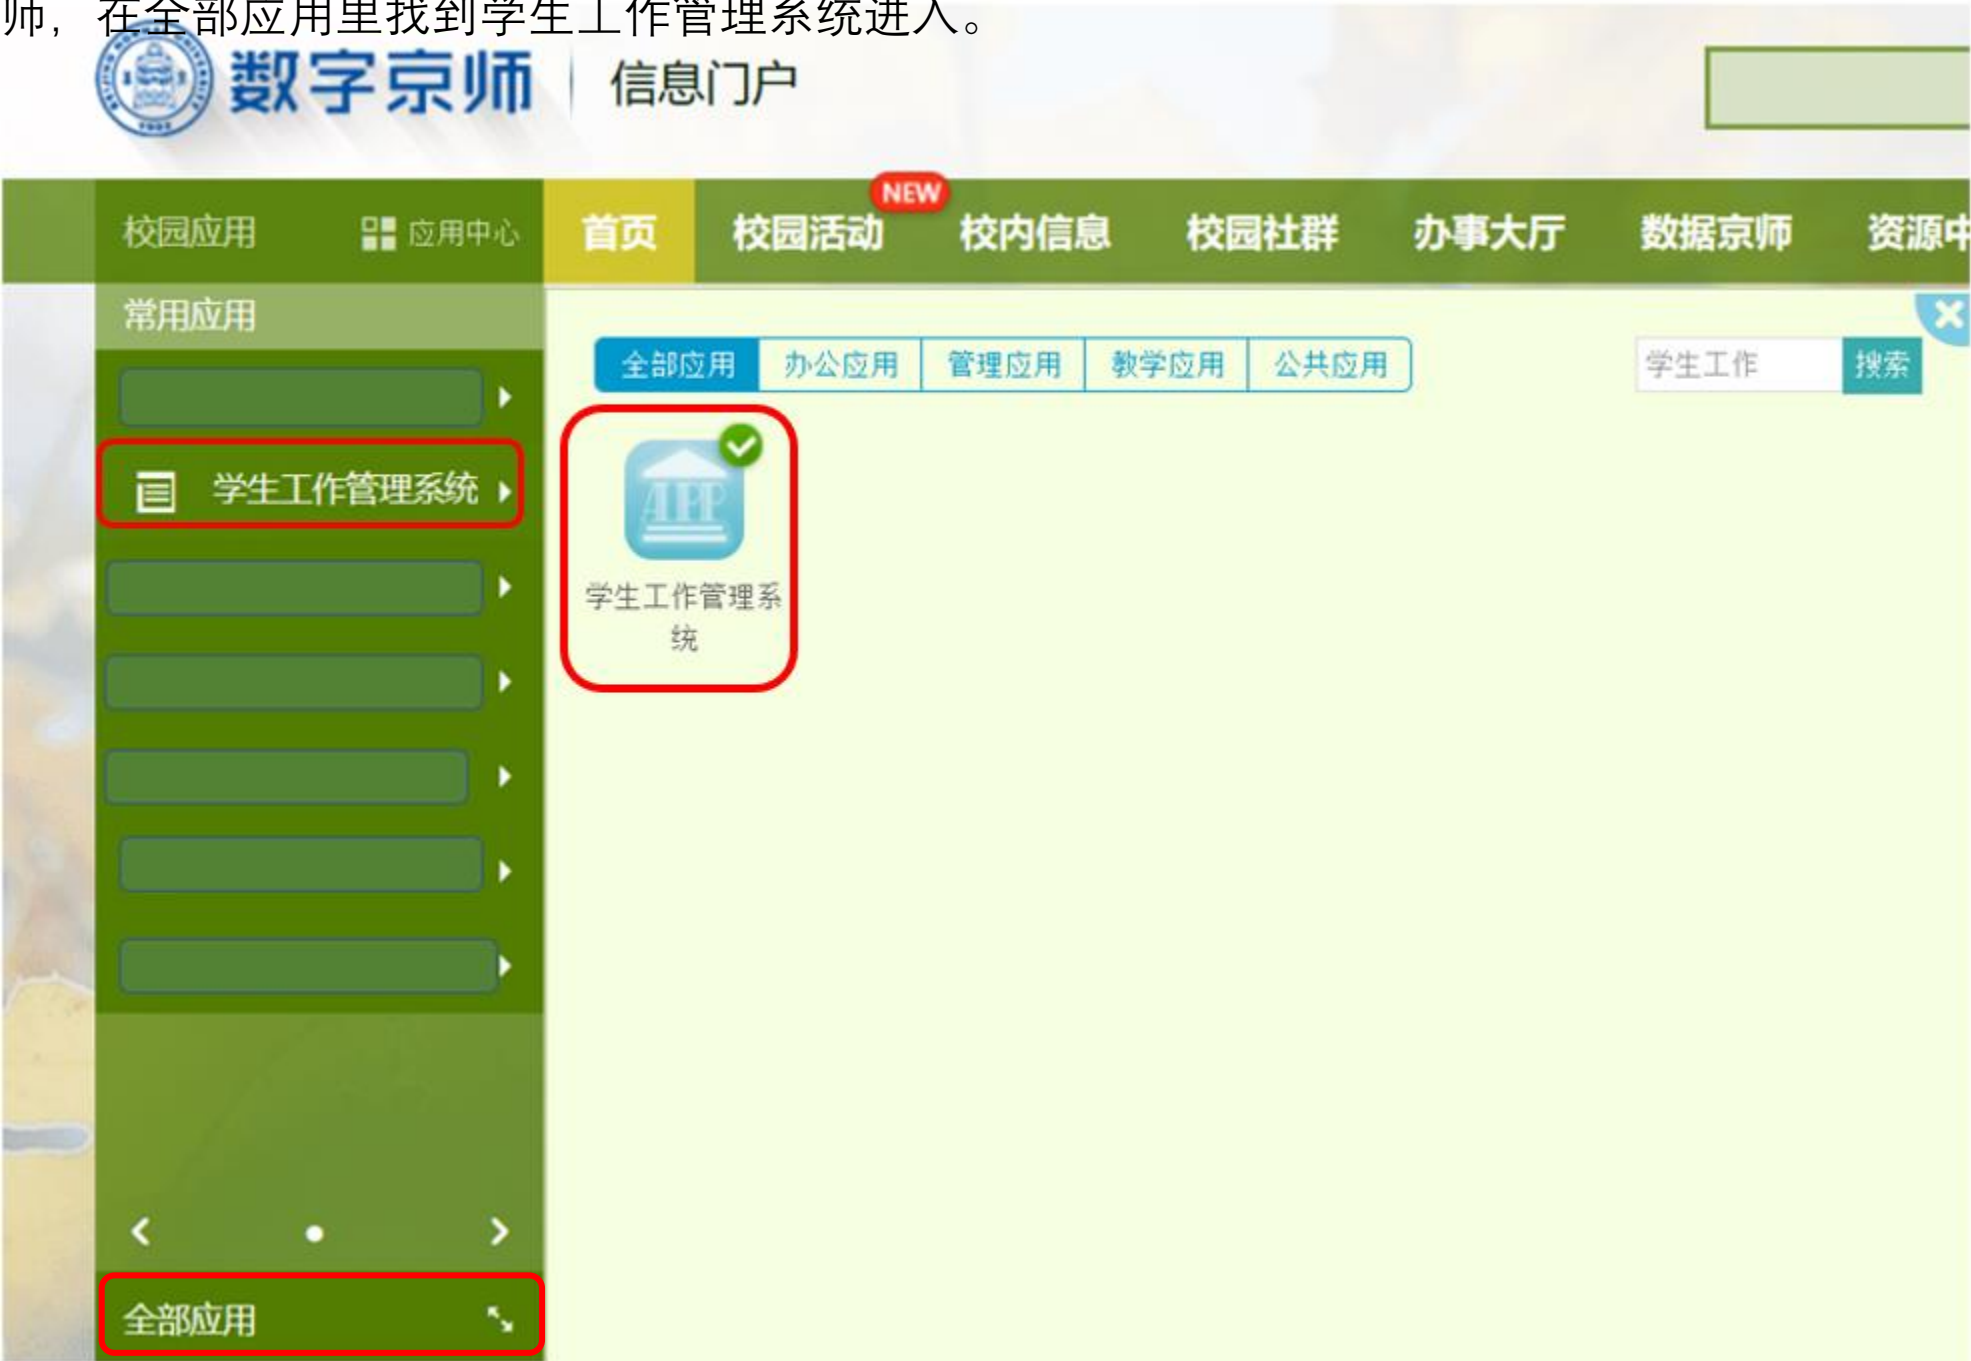 师，在全部应用里找到学生工作管理系统进入。
数字京师 信息门户
NEW
校园应用 应用中心 首页 校园活动 校内信息 校园社群 办事大厅 数据京师 资源中
常用应用
全部应用 办公应用 管理应用 教学应用 公共应用 学生工作 搜索
学生工作管理系统
APP
学生工作管理系
统
全部应用